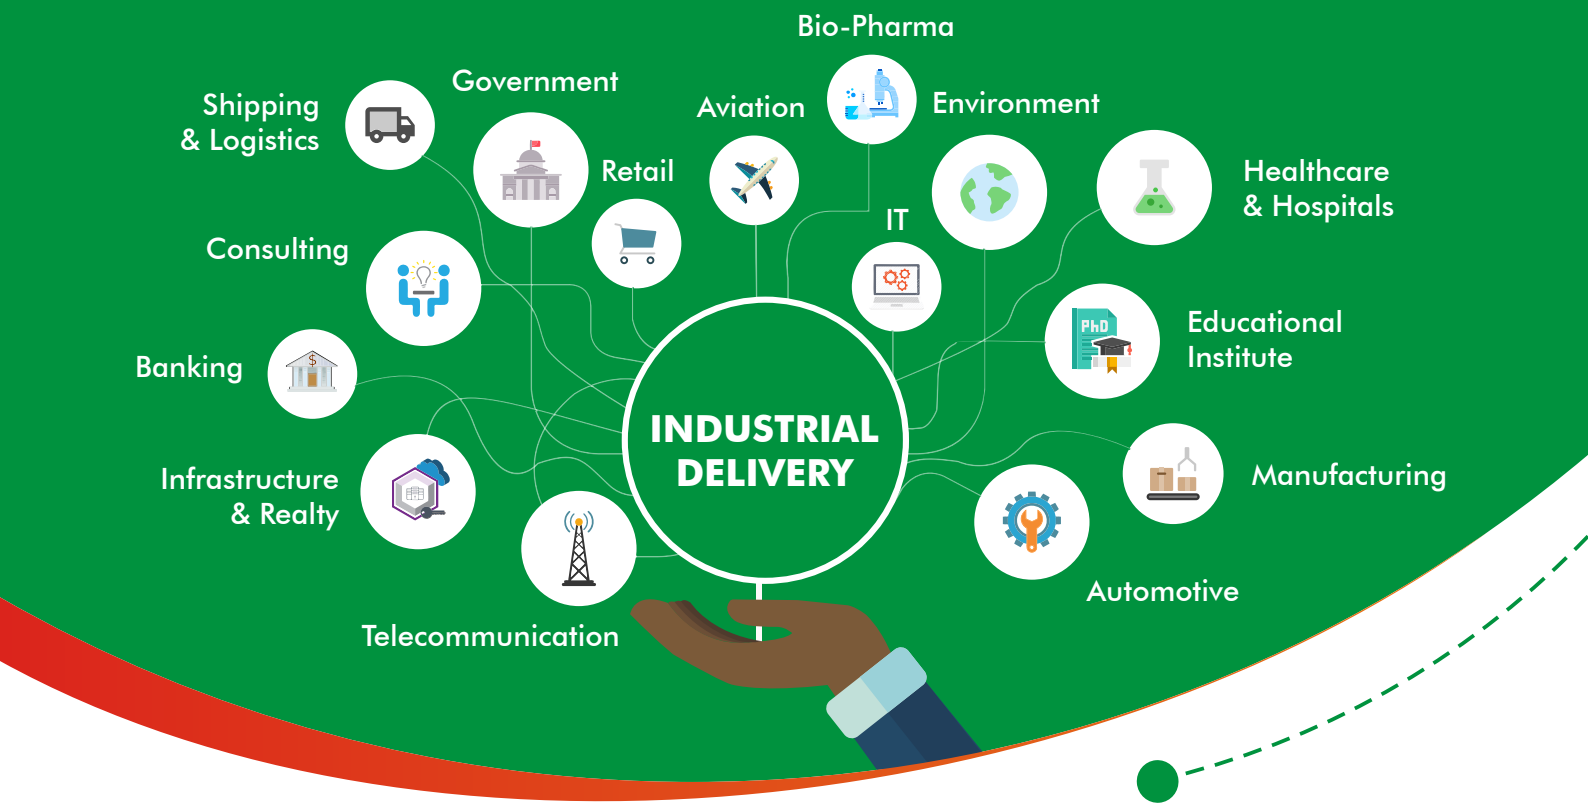 Bio-Pharma
Government
Shipping
& Logistics
Aviation
Environment
Retail
Healthcare
& Hospitals
IT
Consulting
PhD
Educational
Institute
Banking
$
INDUSTRIAL
DELIVERY
Infrastructure
& Realty
Manufacturing
Automotive
Telecommunication